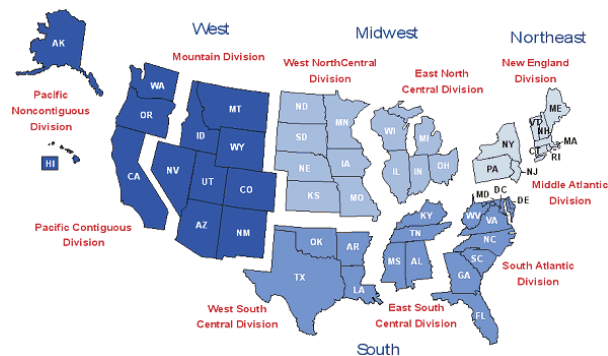 West
Midwest
Northeast
AK
Mountain Division
West NorthCentral
Division
East North
Central Division
New England
Division
Pacific
Noncontiguous
Division
WA
OR
MT
ID
WY
ND
SD
MN
WI
MI
ME
VT
NH
NY
MA
CT
RI
HI
CA
NV
UT
CO
NE
KS
IA
MO
IL
IN
OH
PA
NJ
Middle Atlantic
Division
AZ
NM
MD
DC
DE
WV
VA
KY
TN
NC
Pacific Contiguous
Division
OK
AR
TX
LA
MS
AL
SC
GA
FL
South Atlantic
Division
West South
Central Division
East South
Central Division
South